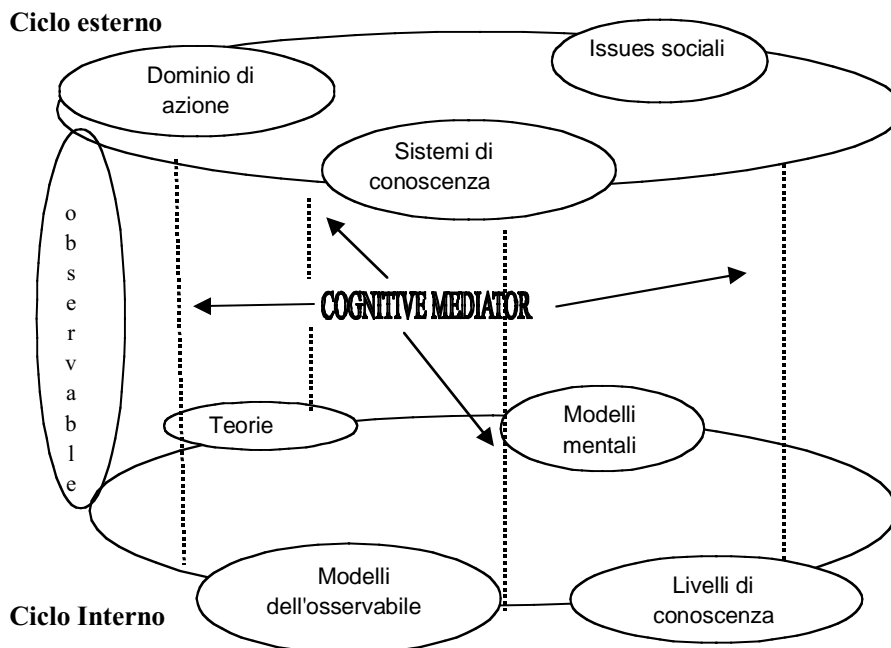 Ciclo esterno
Dominio di
azione
Issues sociali
Sistemi di
conoscenza
observable
COGNITIVE MEDIATOR
Teorie
Modelli
mentali
Modelli
dell'osservabile
Livelli di
conoscenza
Ciclo Interno